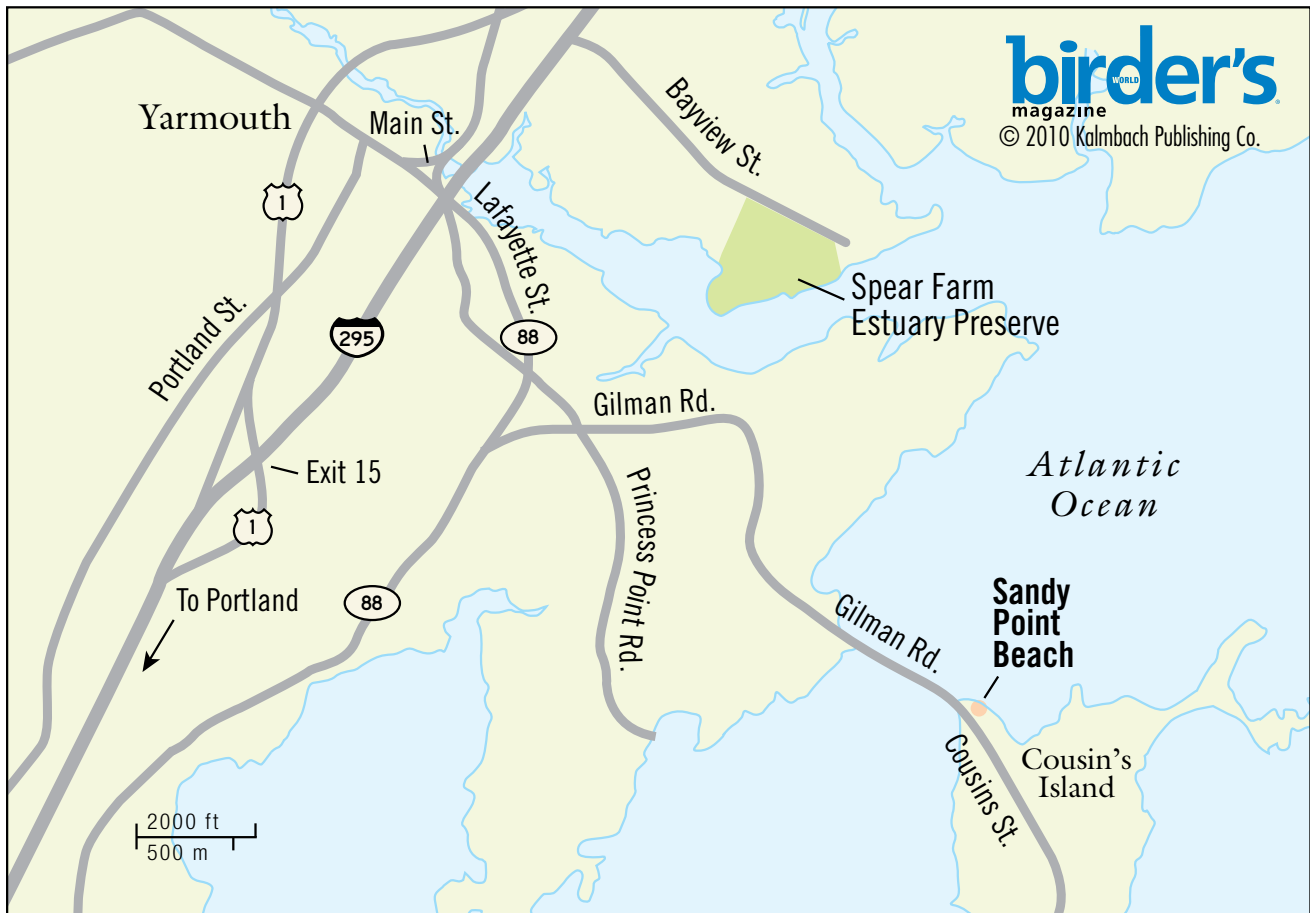 birder's
WORLD
magazine
© 2010 Kalmbach Publishing Co.
Yarmouth
Main St.
Bayview St.
1
Lafayette St.
Spear Farm
Estuary Preserve
Portland St.
295
88
Gilman Rd.
Exit 15
Atlantic
Ocean
1
Princess Point Rd.
To Portland
88
Gilman Rd.
Sandy
Point
Beach
Cousins St.
Cousin's
Island
2000 ft
500 m